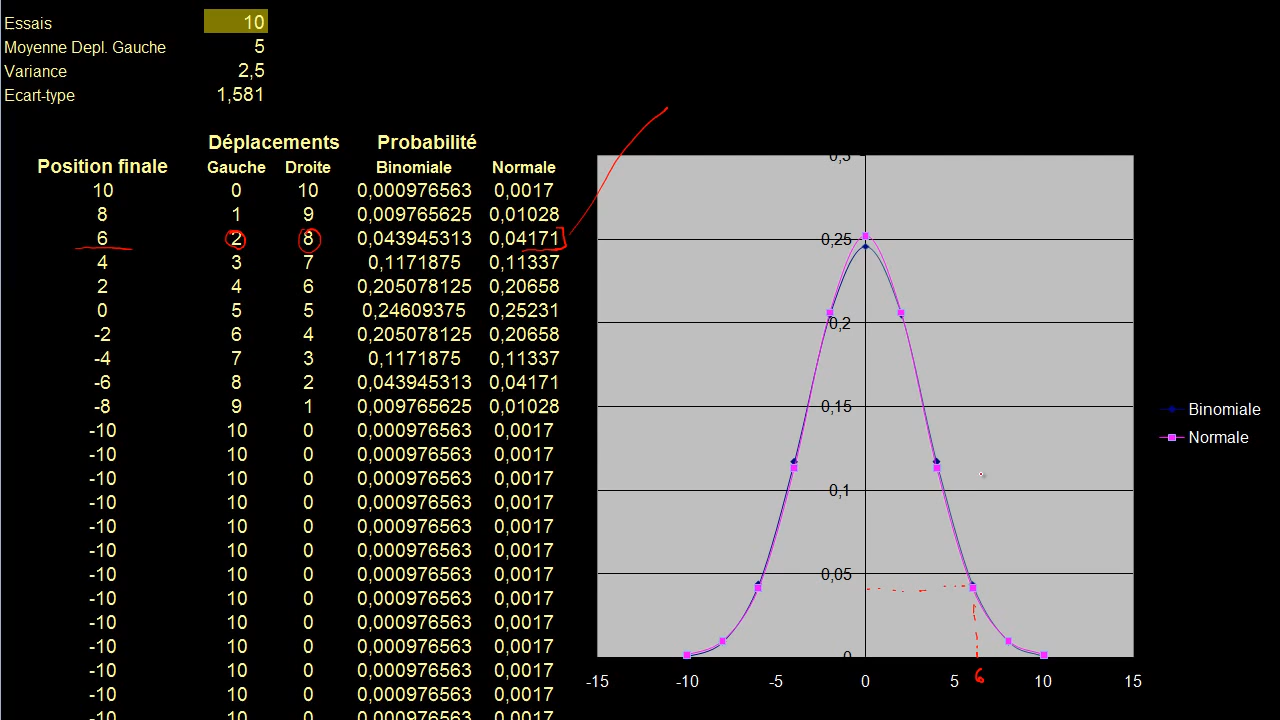 Essais 10
Moyenne Depl. Gauche 5
Variance 2,5
Ecart-type 1,581
Déplacements Probabilité
Position finale Gauche Droite Binomiale Normale
10 0 10 0,000976563 0,0017
8 1 9 0,009765625 0,01028
6 2 8 0,043945313 0,04171
4 3 7 0,1171875 0,11337
2 4 6 0,205078125 0,20658
0 5 5 0,24609375 0,25231
-2 6 4 0,205078125 0,20658
-4 7 3 0,1171875 0,11337
-6 8 2 0,043945313 0,04171
-8 9 1 0,009765625 0,01028
-10 10 0 0,000976563 0,0017
-10 10 0 0,000976563 0,0017
-10 10 0 0,000976563 0,0017
-10 10 0 0,000976563 0,0017
-10 10 0 0,000976563 0,0017
-10 10 0 0,000976563 0,0017
-10 10 0 0,000976563 0,0017
-10 10 0 0,000976563 0,0017
-10 10 0 0,000976563 0,0017
-10 10 0 0,000976563 0,0017
-10 10 0 0,000976563 0,0017
-10 10 0 0,000976563 0,0017
-10 10 0 0,000976563 0,0017
0,3
0,25
0,2
0,15
0,1
0,05
0
-15 -10 -5 0 5 10 15
6
Binomiale
Normale